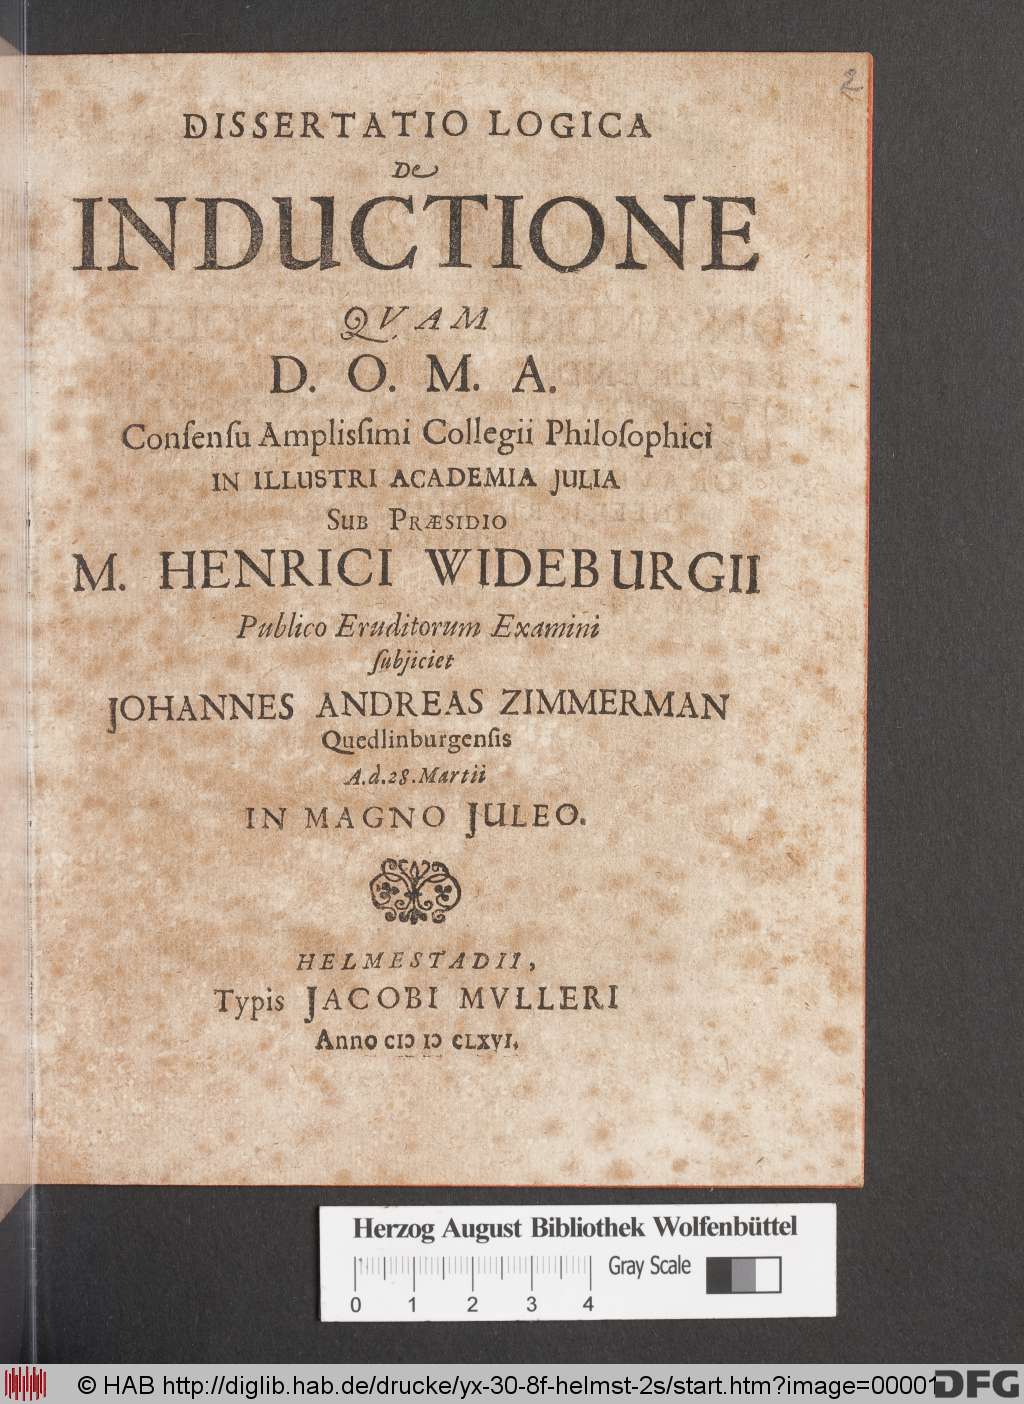 2
DISSERTATIO LOGICA
De
INDUCTIONE
QVAM
D. O. M. A.
Conſenſu Ampliſſimi Collegii Philoſophici
IN ILLUSTRI ACADEMIA JULIA
SUB PRÆSIDIO
M. HENRICI WIDEBURGII
Publico Eruditorum Examini
ſubjiciet
JOHANNES ANDREAS ZIMMERMAN
Quedlinburgenſis
A.d.28.Martii
IN MAGNO JULEO.
HELMESTADII,
Typis JACOBI MVLLERI
Anno CIↃ IↃ CLXVI.
Herzog August Bibliothek Wolfenbüttel
Gray Scale
0 1 2 3 4
© HAB http://diglib.hab.de/drucke/yx-30-8f-helmst-2s/start.htm?image=00001
DFG